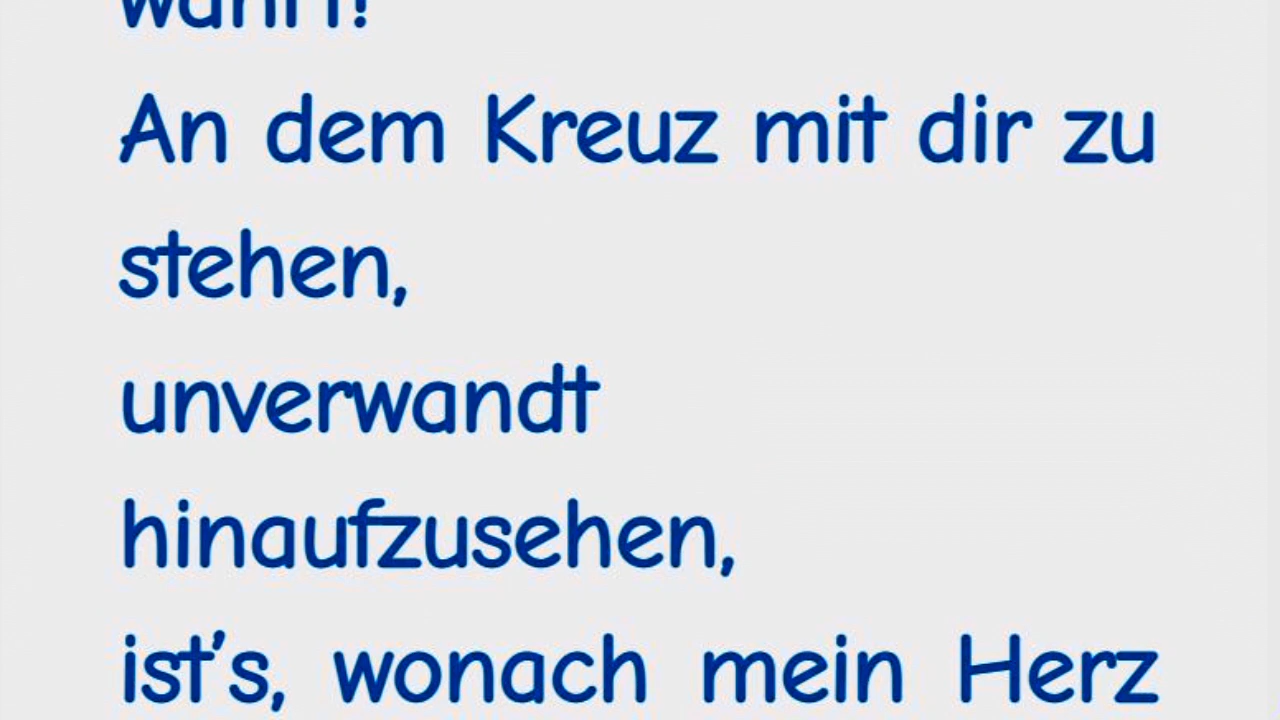 An dem Kreuz mit dir zu
stehen,
unverwandt
hinaufzusehen,
ist's, wonach mein Herz